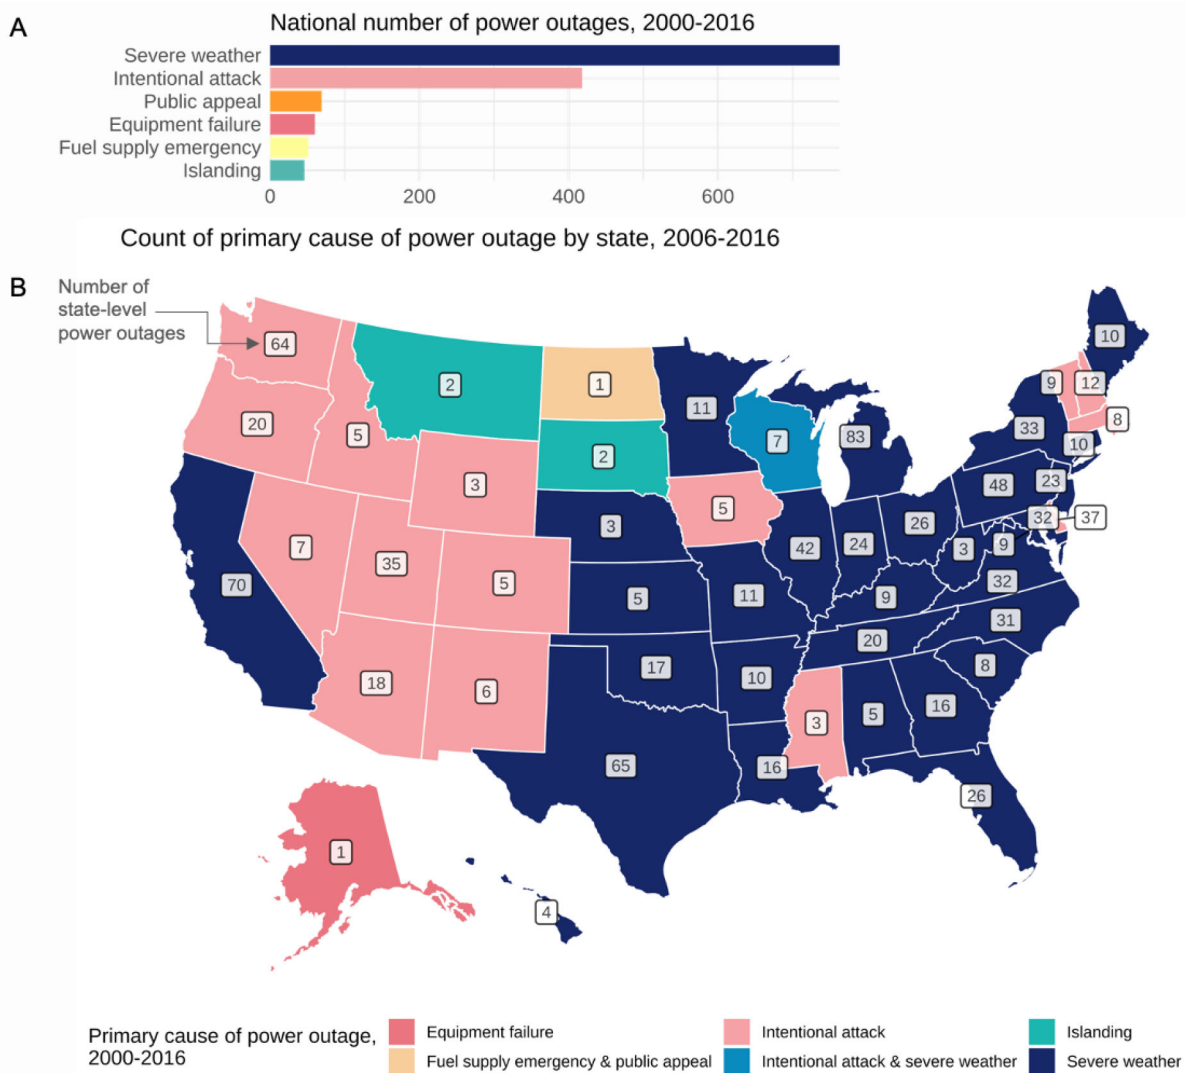 A
National number of power outages, 2000-2016
Severe weather
Intentional attack
Public appeal
Equipment failure
Fuel supply emergency
Islanding
0 200 400 600
Count of primary cause of power outage by state, 2006-2016
B
Number of
state-level
power outages
64
2
1
11
10
9
12
8
20
5
2
7
83
33
10
3
5
48
23
7
35
5
3
42
24
26
32
37
3
9
70
5
11
9
32
31
20
18
6
17
10
8
3
5
16
65
16
26
1
4
Primary cause of power outage,
2000-2016
Equipment failure
Intentional attack
Islanding
Fuel supply emergency & public appeal
Intentional attack & severe weather
Severe weather